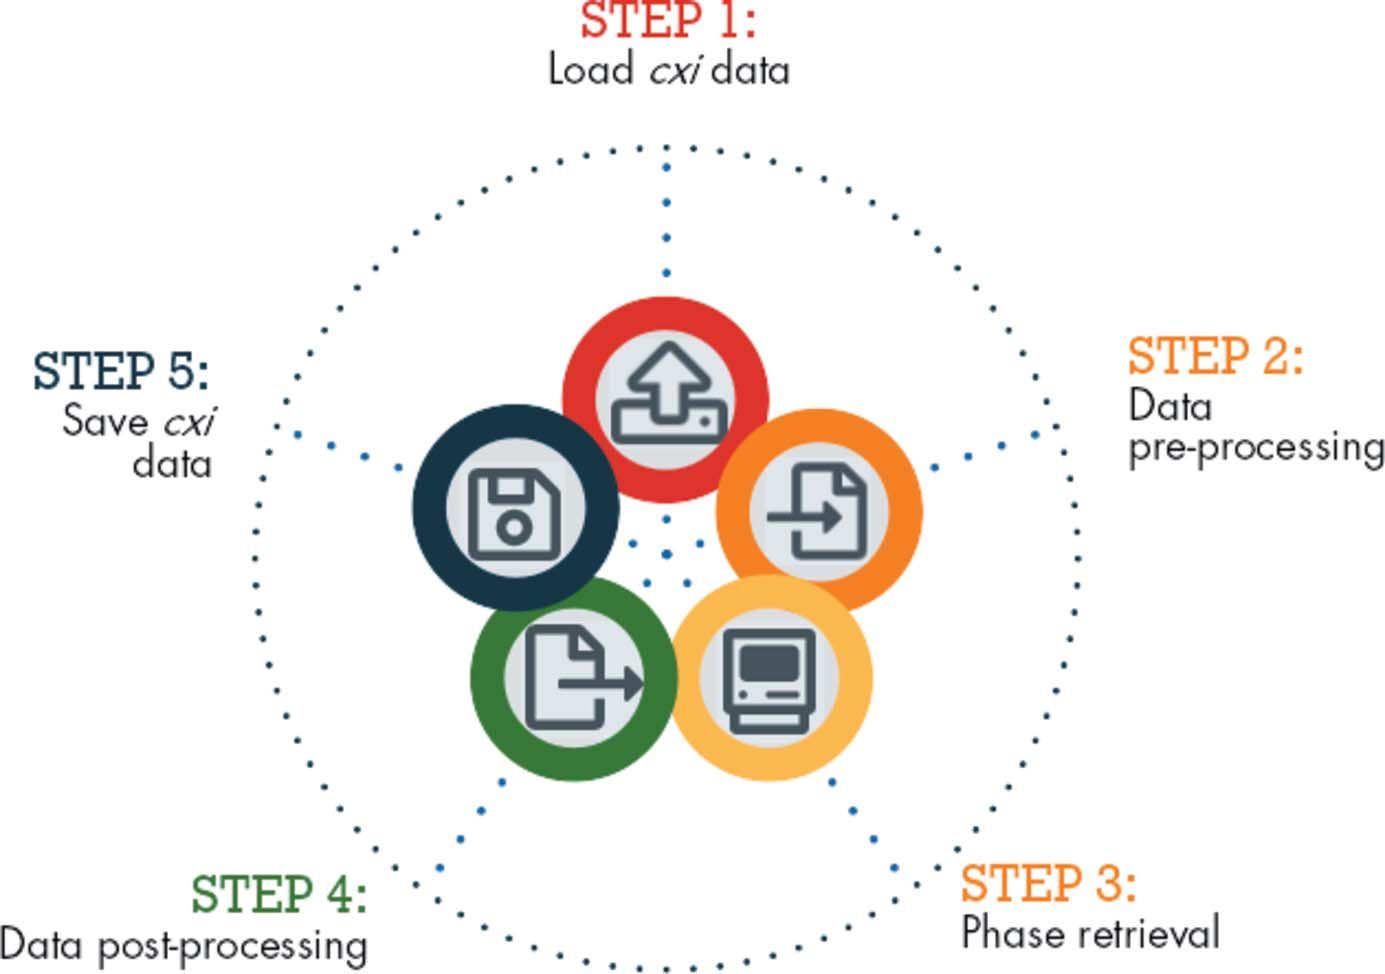 STEP 1:
Load cxi data
STEP 2:
Data
pre-processing
STEP 3:
Phase retrieval
STEP 4:
Data post-processing
STEP 5:
Save cxi
data